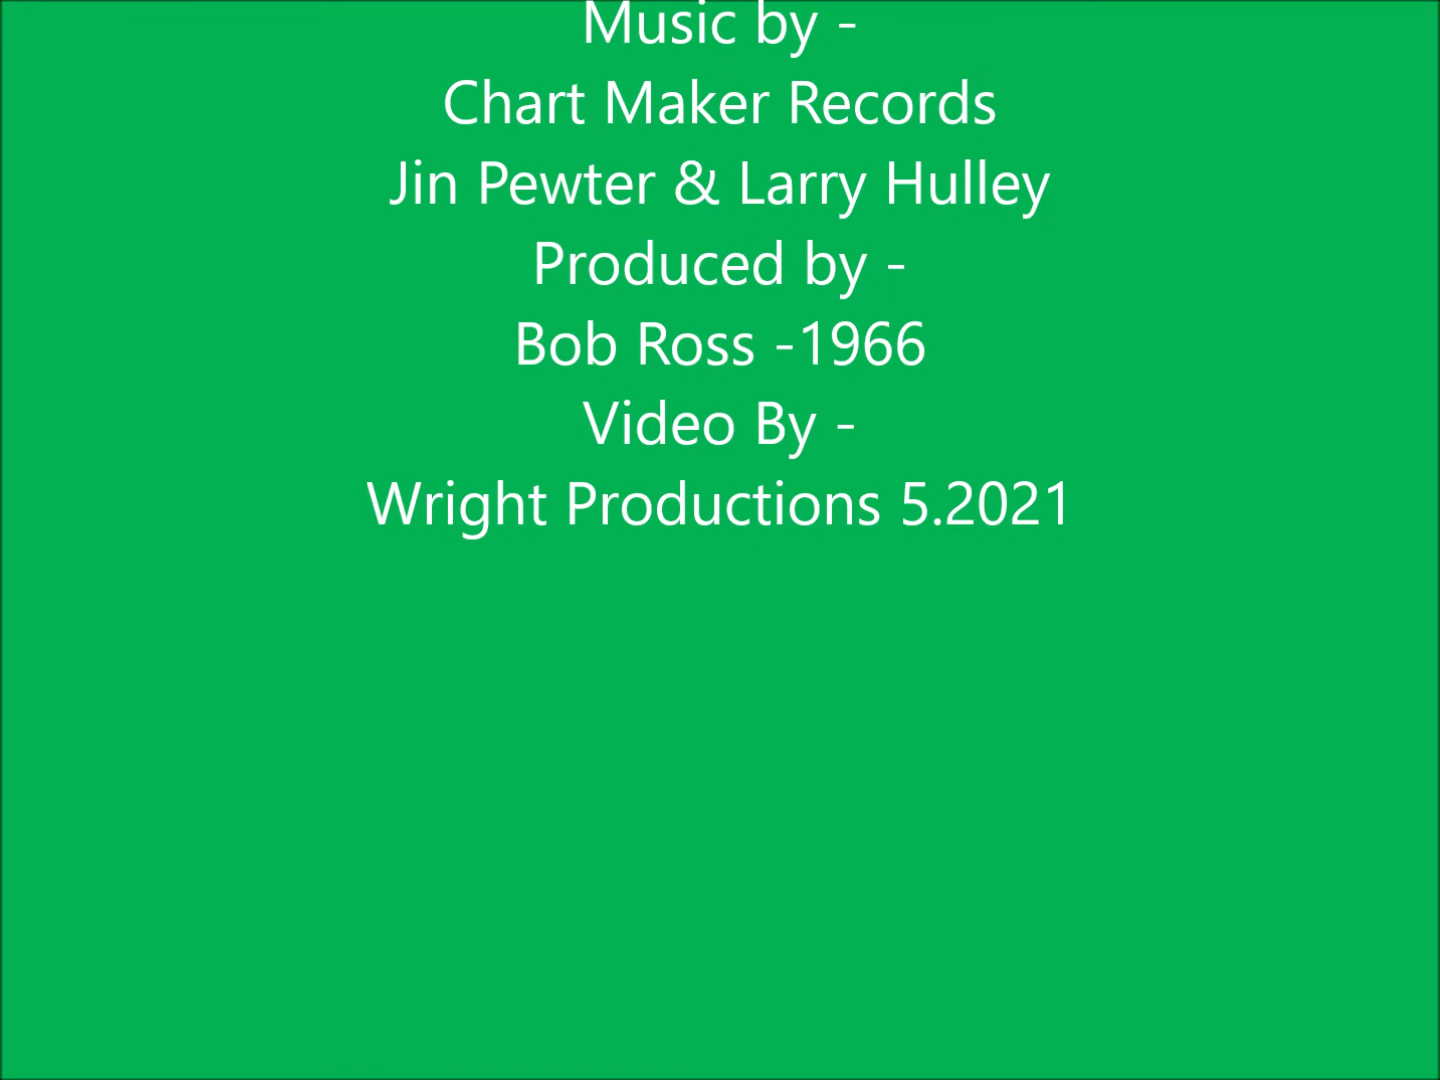 Music by -
Chart Maker Records
Jin Pewter & Larry Hulley
Produced by -
Bob Ross -1966
Video By -
Wright Productions 5.2021